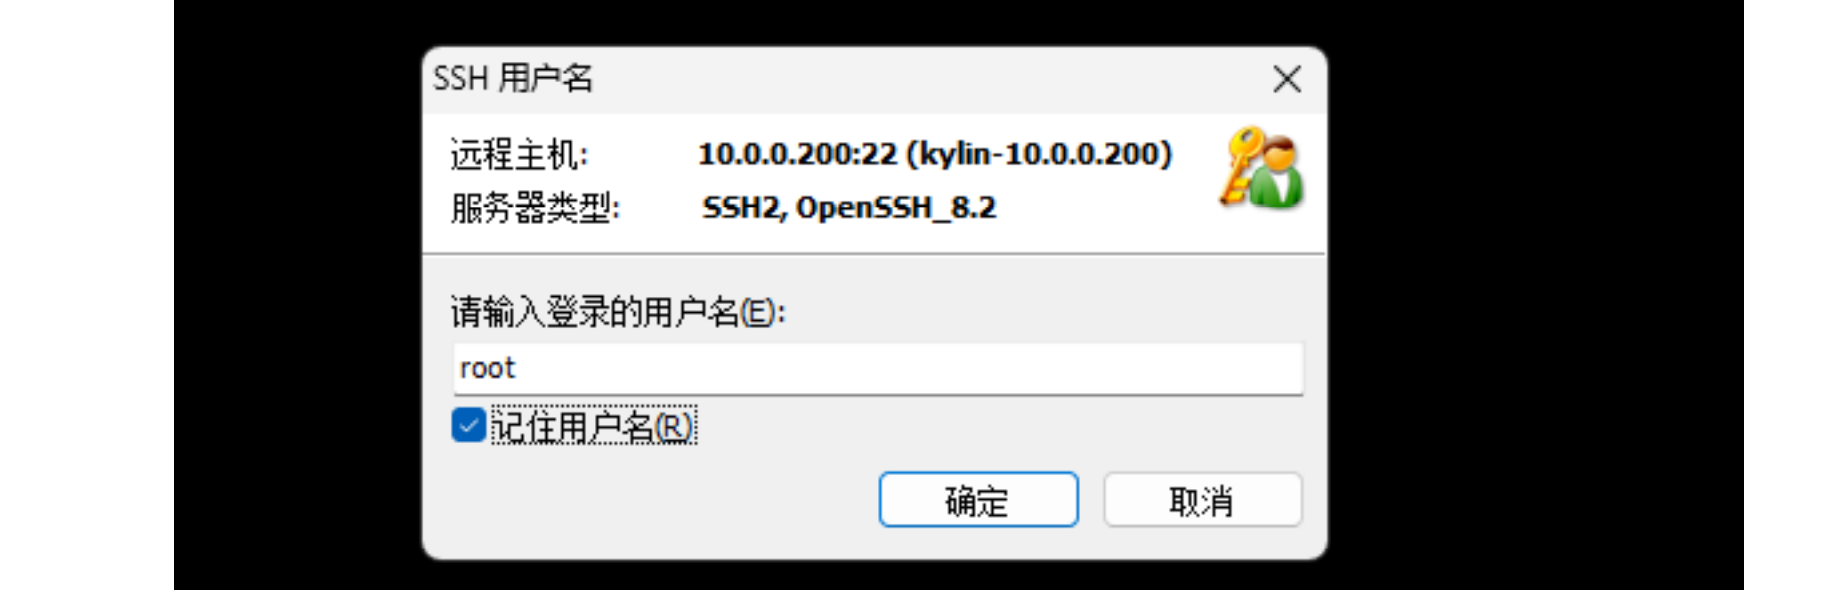 SSH 用户名
远程主机: 10.0.0.200:22 (kylin-10.0.0.200)
服务器类型: SSH2, OpenSSH_8.2
请输入登录的用户名(E):
root
记住用户名(R)
确定 取消